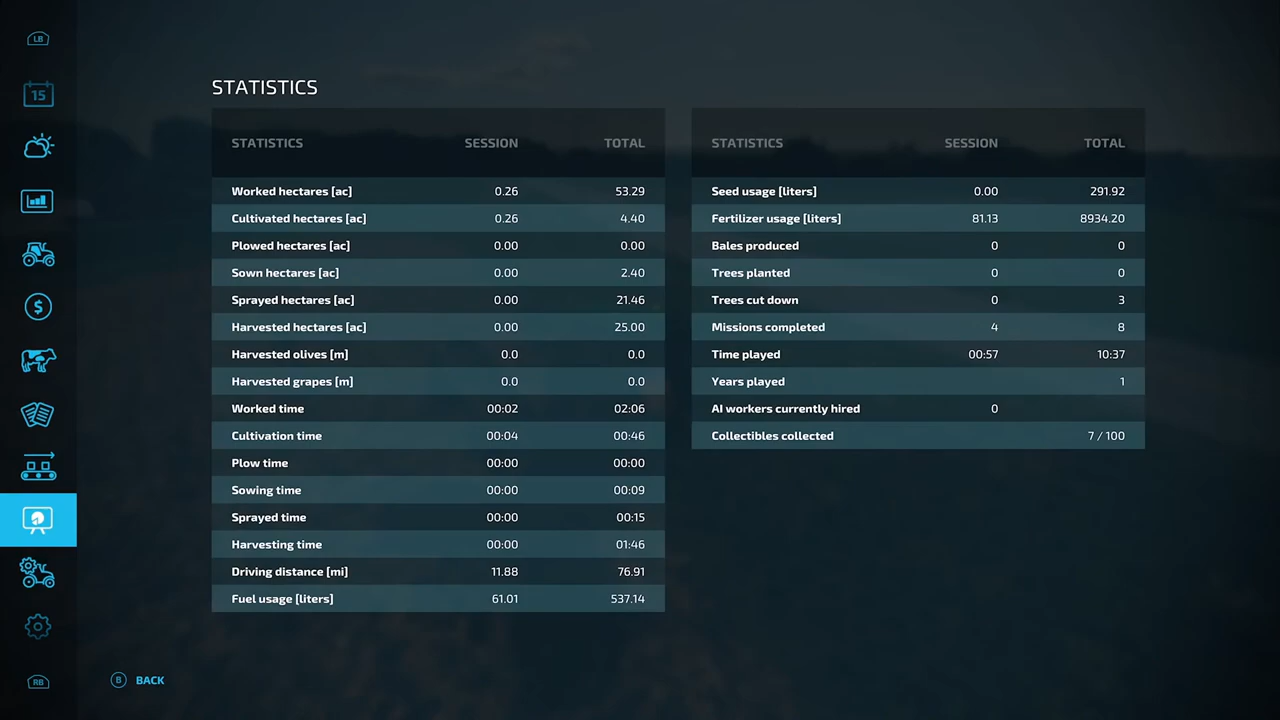 LB
15
STATISTICS
STATISTICS SESSION TOTAL
Worked hectares [ac] 0.26 53.29
Cultivated hectares [ac] 0.26 4.40
Plowed hectares [ac] 0.00 0.00
Sown hectares [ac] 0.00 2.40
Sprayed hectares [ac] 0.00 21.46
Harvested hectares [ac] 0.00 25.00
Harvested olives [m] 0.0 0.0
Harvested grapes [m] 0.0 0.0
Worked time 00:02 02:06
Cultivation time 00:04 00:46
Plow time 00:00 00:00
Sowing time 00:00 00:09
Sprayed time 00:00 00:15
Harvesting time 00:00 01:46
Driving distance [mi] 11.88 76.91
Fuel usage [liters] 61.01 537.14
STATISTICS SESSION TOTAL
Seed usage [liters] 0.00 291.92
Fertilizer usage [liters] 81.13 8934.20
Bales produced 0 0
Trees planted 0 0
Trees cut down 0 3
Missions completed 4 8
Time played 00:57 10:37
Years played 1
AI workers currently hired 0
Collectibles collected 7 / 100
$
RB
B BACK